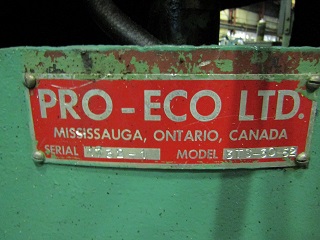 PRO-ECO LTD.
MISSISSAUGA, ONTARIO, CANADA
SERIAL MODEL